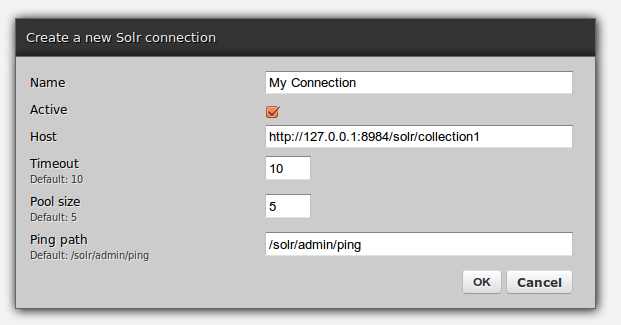 Create a new Solr connection
Name My Connection
Active
Host http://127.0.0.1:8984/solr/collection1
Timeout
Default: 10
10
Pool size
Default: 5
5
Ping path
Default: /solr/admin/ping
/solr/admin/ping
OK Cancel